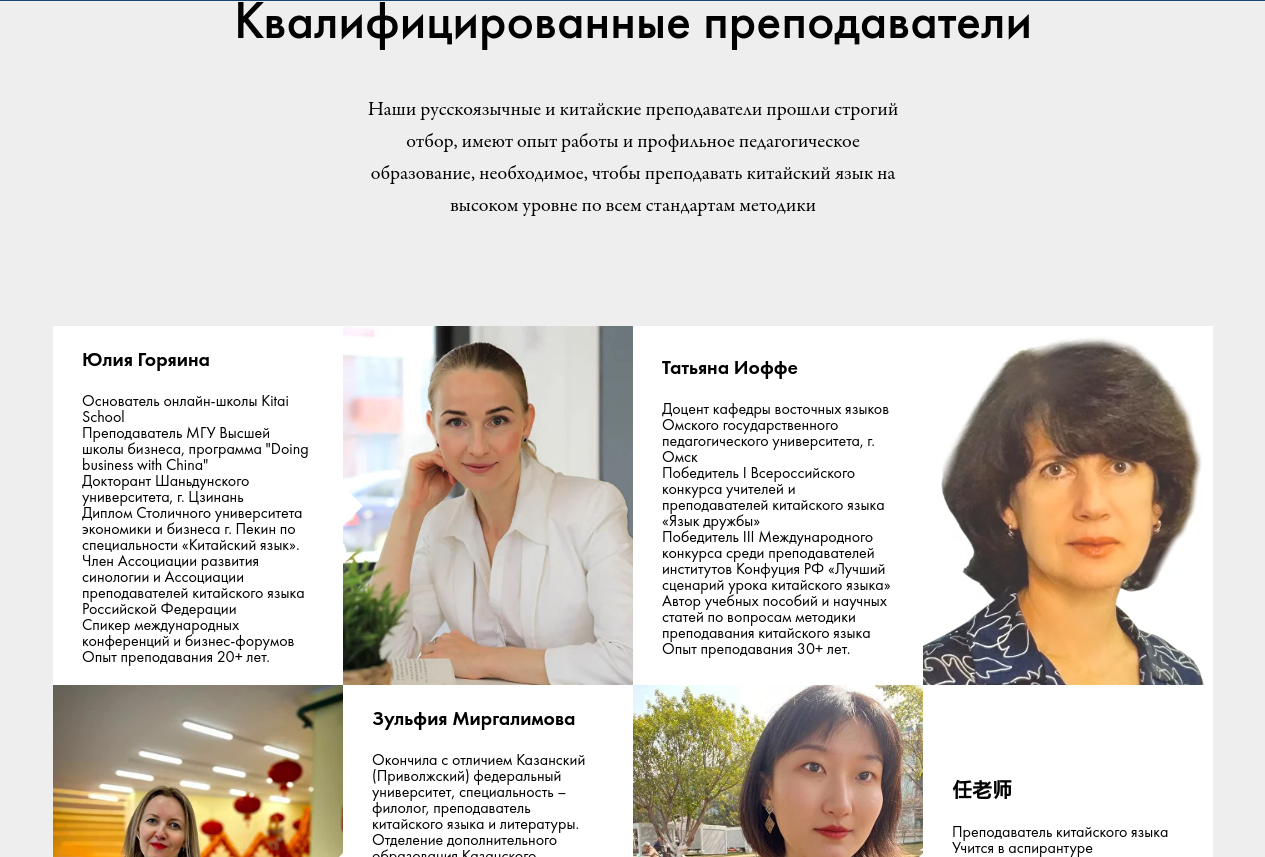 Квалифицированные преподаватели
Наши русскоязычные и китайские преподаватели прошли строгий
отбор, имеют опыт работы и профильное педагогическое
образование, необходимое, чтобы преподавать китайский язык на
высоком уровне по всем стандартам методики
Юлия Горяина
Основатель онлайн-школы Kitai
School
Преподаватель МГУ Высшей
школы бизнеса, программа "Doing
business with China"
Докторант Шаньдунского
университета, г. Цзинань
Диплом Столичного университета
экономики и бизнеса г. Пекин по
специальности «Китайский язык».
Член Ассоциации развития
синологии и Ассоциации
преподавателей китайского языка
Российской Федерации
Спикер международных
конференций и бизнес-форумов
Опыт преподавания 20+ лет.
Татьяна Иоффе
Доцент кафедры восточных языков
Омского государственного
педагогического университета, г.
Омск
Победитель I Всероссийского
конкурса учителей и
преподавателей китайского языка
«Язык дружбы»
Победитель III Международного
конкурса среди преподавателей
институтов Конфуция РФ «Лучший
сценарий урока китайского языка»
Автор учебных пособий и научных
статей по вопросам методики
преподавания китайского языка
Опыт преподавания 30+ лет.
Зульфия Миргалимова
Окончила с отличием Казанский
(Приволжский) федеральный
университет, специальность –
филолог, преподаватель
китайского языка и литературы.
Отделение дополнительного
образования Казанского
任老师
Преподаватель китайского языка
Учится в аспирантуре